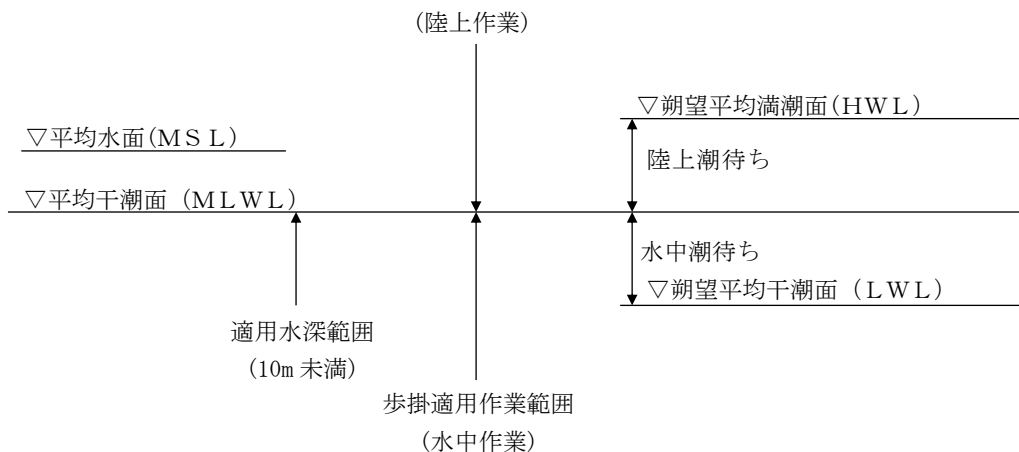 (陸上作業)
▽朔望平均満潮面(HWL)
▽平均水面(MSL)
陸上潮待ち
▽平均干潮面 (MLWL)
水中潮待ち
▽朔望平均干潮面 (LWL)
適用水深範囲
(10m 未満)
歩掛適用作業範囲
(水中作業)